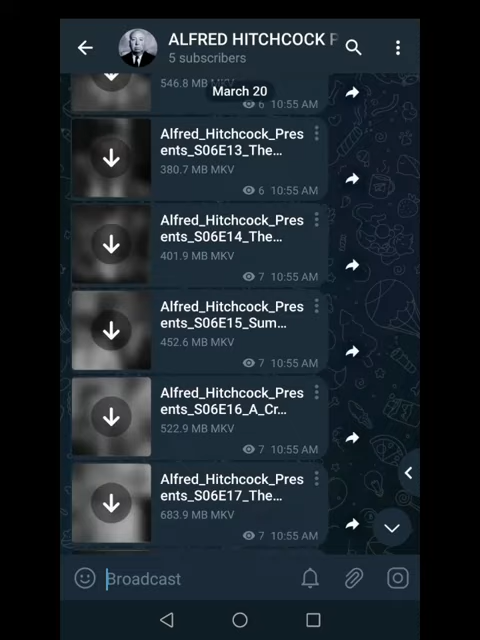 ALFRED HITCHCOCK P
5 subscribers
546.8 MB MKV
March 20
6 10:55 AM
Alfred_Hitchcock_Pres
ents_S06E13_The...
380.7 MB MKV
6 10:55 AM
Alfred_Hitchcock_Pres
ents_S06E14_The...
401.9 MB MKV
7 10:55 AM
Alfred_Hitchcock_Pres
ents_S06E15_Sum...
452.6 MB MKV
7 10:55 AM
Alfred_Hitchcock_Pres
ents_S06E16_A_Cr...
522.9 MB MKV
7 10:55 AM
Alfred_Hitchcock_Pres
ents_S06E17_The...
683.9 MB MKV
7 10:55 AM
Broadcast